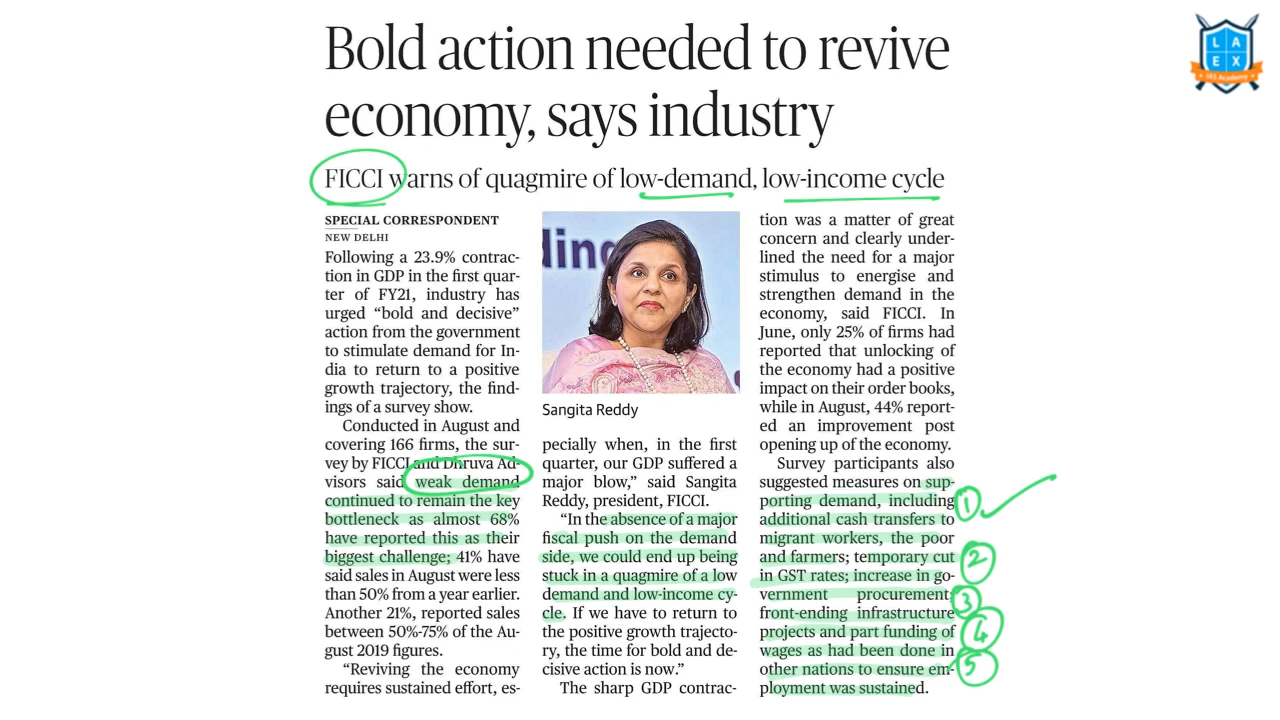 Bold action needed to revive
economy, says industry
FICCI warns of quagmire of low-demand, low-income cycle
SPECIAL CORRESPONDENT
NEW DELHI
Following a 23.9% contrac-
tion in GDP in the first quar-
ter of FY21, industry has
urged “bold and decisive”
action from the government
to stimulate demand for In-
dia to return to a positive
growth trajectory, the find-
ings of a survey show.
Conducted in August and
covering 166 firms, the sur-
vey by FICCI and Dhruva Ad-
visors said weak demand
continued to remain the key
bottleneck as almost 68%
have reported this as their
biggest challenge; 41% have
said sales in August were less
than 50% from a year earlier.
Another 21%, reported sales
between 50%-75% of the Au-
gust 2019 figures.
“Reviving the economy
requires sustained effort, es-
ding
Sangita Reddy
pecially when, in the first
quarter, our GDP suffered a
major blow,” said Sangita
Reddy, president, FICCI.
“In the absence of a major
fiscal push on the demand
side, we could end up being
stuck in a quagmire of a low
demand and low-income cy-
cle. If we have to return to
the positive growth trajecto-
ry, the time for bold and de-
cisive action is now.”
The sharp GDP contrac-
tion was a matter of great
concern and clearly under-
lined the need for a major
stimulus to energise and
strengthen demand in the
economy, said FICCI. In
June, only 25% of firms had
reported that unlocking of
the economy had a positive
impact on their order books,
while in August, 44% report-
ed an improvement post
opening up of the economy.
Survey participants also
suggested measures on sup-
porting demand, including
additional cash transfers to
migrant workers, the poor
and farmers; temporary cut
in GST rates; increase in go-
vernment procurement;
front-ending infrastructure
projects and part funding of
wages as had been done in
other nations to ensure em-
ployment was sustained.
1
2
3
4
5
L A
E X
IAS Academy